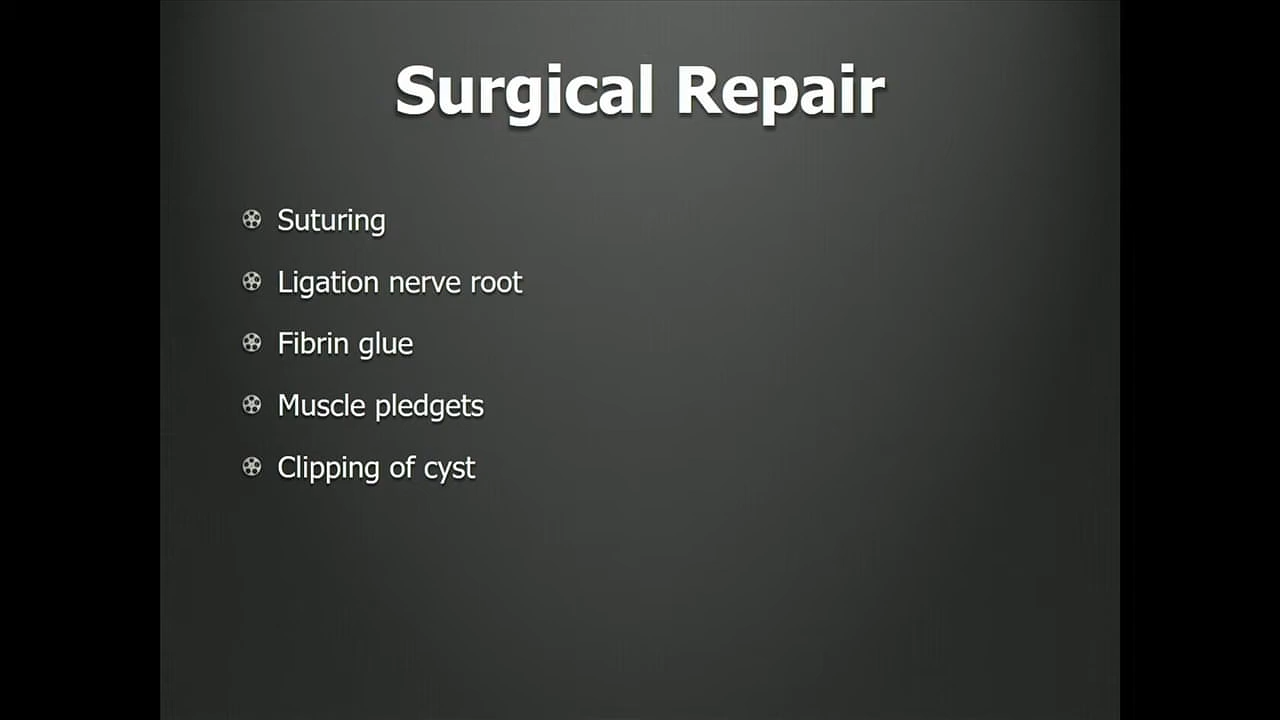 Surgical Repair
Suturing
Ligation nerve root
Fibrin glue
Muscle pledgets
Clipping of cyst